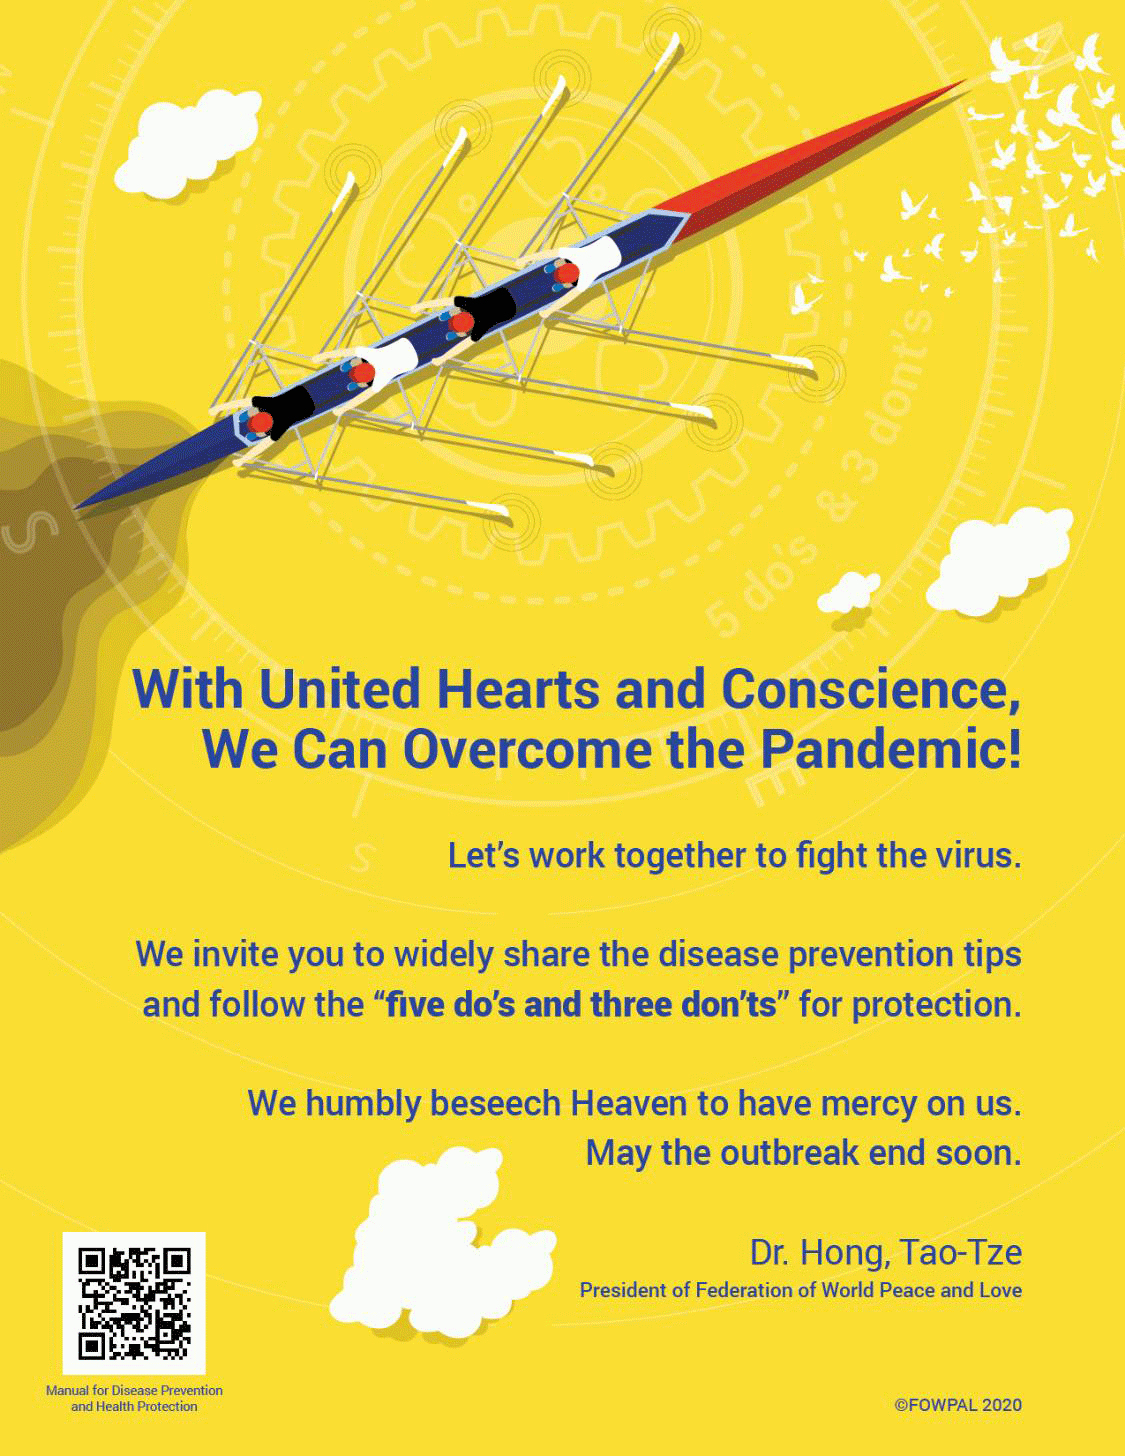 N
S
5 do's & 3 dont's
With United Hearts and Conscience,
We Can Overcome the Pandemic!
E
S
Let's work together to fight the virus.
We invite you to widely share the disease prevention tips
and follow the “five do's and three don'ts” for protection.
We humbly beseech Heaven to have mercy on us.
May the outbreak end soon.
Dr. Hong, Tao-Tze
President of Federation of World Peace and Love
Manual for Disease Prevention
and Health Protection
©FOWPAL 2020